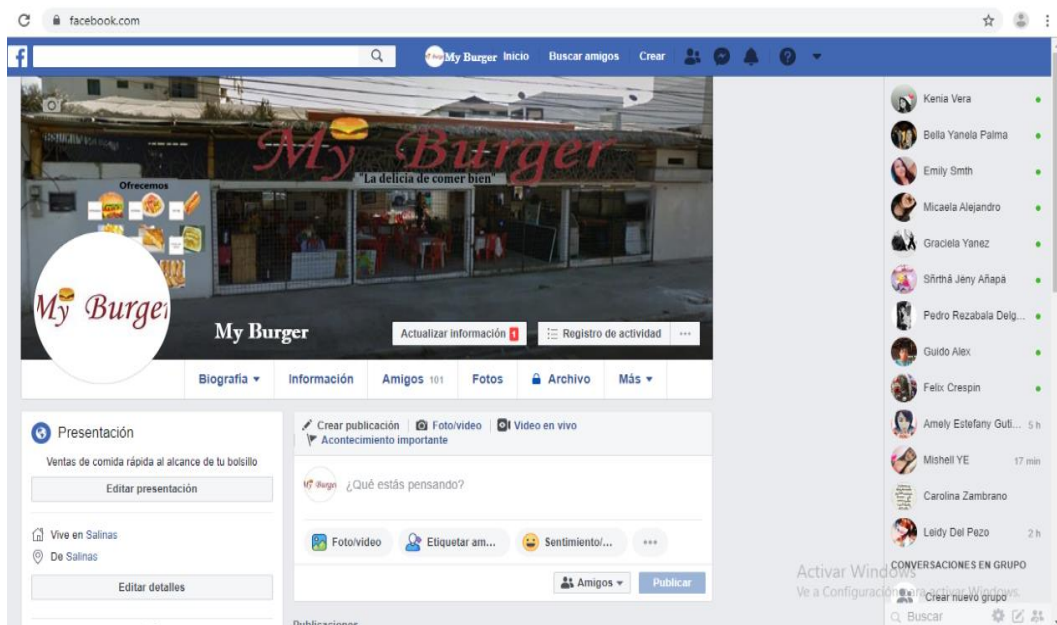 facebook.com
My Burger Inicio Buscar amigos Crear
My Burger
"La delicia de comer bien"
Ofrecemos
My Burger
My Burger
Actualizar información 1
Registro de actividad
Biografía
Información
Amigos 101
Fotos
Archivo
Más
Presentación
Ventas de comida rápida al alcance de tu bolsillo
Editar presentación
Vive en Salinas
De Salinas
Editar detalles
Crear publicación
Foto/video
Video en vivo
Acontecimiento importante
My Burger
¿Qué estás pensando?
Foto/video
Etiquetar am...
Sentimiento/...
Amigos
Publicar
Publicaciones
Kenia Vera
Bella Yanela Palma
Emily Smth
Micaela Alejandro
Graciela Yanez
Sñrthâ Jény Añapá
Pedro Rezabala Delg...
Guido Alex
Felix Crespin
Amely Estefany Guti... 5 h
Mishell YE 17 min
Carolina Zambrano
Leidy Del Pezo 2 h
CONVERSACIONES EN GRUPO
Crear nuevo grupo
Buscar
Activar Windows
Ve a Configuración para activar Windows.